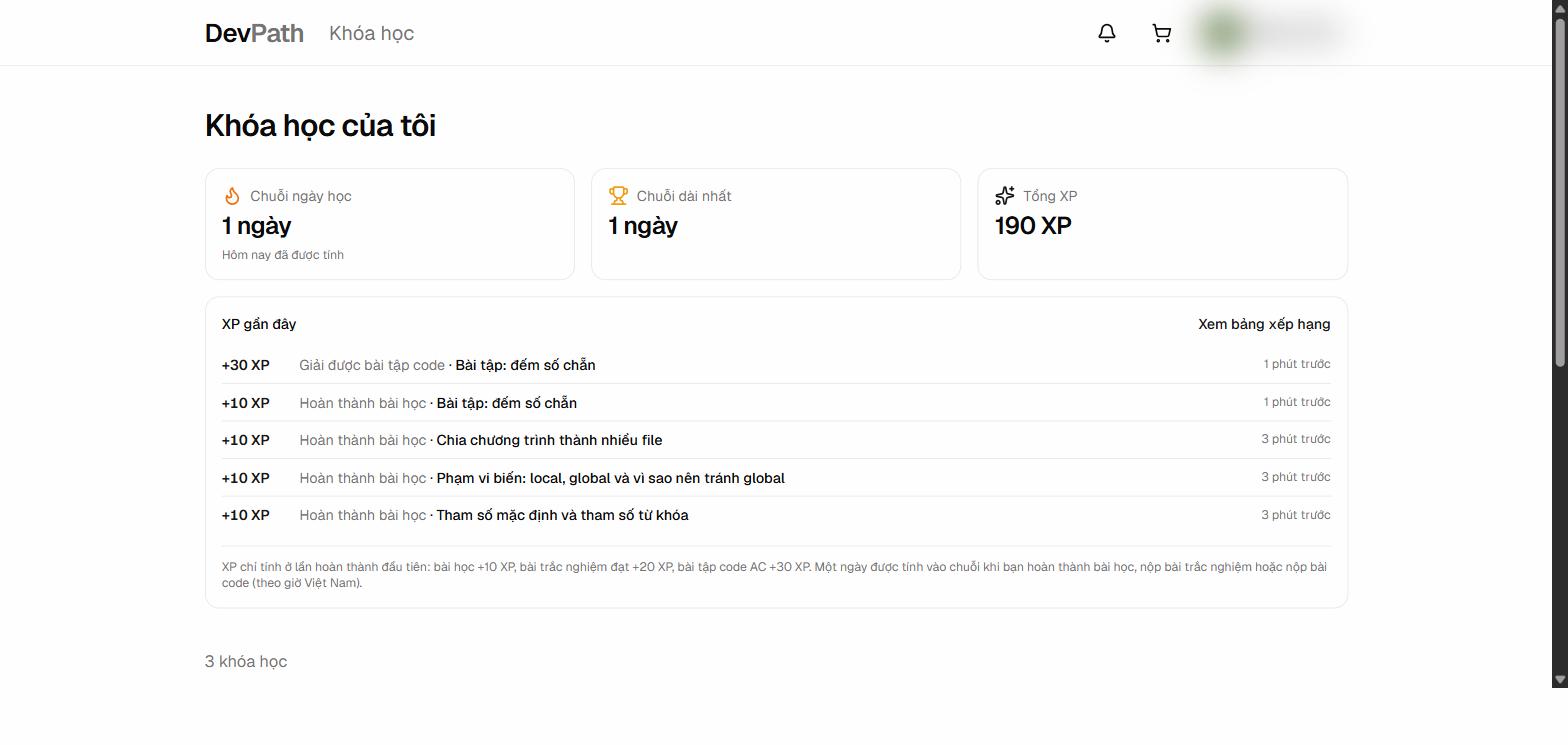 DevPath Khóa học
Khóa học của tôi
Chuỗi ngày học
1 ngày
Hôm nay đã được tính
Chuỗi dài nhất
1 ngày
Tổng XP
190 XP
XP gần đây Xem bảng xếp hạng
+30 XP Giải được bài tập code · Bài tập: đếm số chẵn 1 phút trước
+10 XP Hoàn thành bài học · Bài tập: đếm số chẵn 1 phút trước
+10 XP Hoàn thành bài học · Chia chương trình thành nhiều file 3 phút trước
+10 XP Hoàn thành bài học · Phạm vi biến: local, global và vì sao nên tránh global 3 phút trước
+10 XP Hoàn thành bài học · Tham số mặc định và tham số từ khóa 3 phút trước
XP chỉ tính ở lần hoàn thành đầu tiên: bài học +10 XP, bài trắc nghiệm đạt +20 XP, bài tập code AC +30 XP. Một ngày được tính vào chuỗi khi bạn hoàn thành bài học, nộp bài trắc nghiệm hoặc nộp bài
code (theo giờ Việt Nam).
3 khóa học